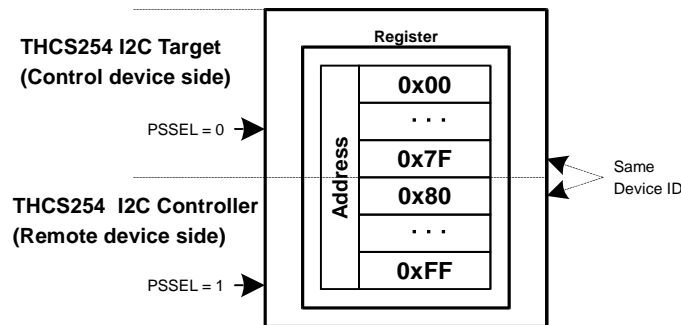 THCS254 I2C Target
(Control device side)
PSSEL = 0
THCS254 I2C Controller
(Remote device side)
PSSEL = 1
Register
Address
0x00
· · ·
0x7F
0x80
· · ·
0xFF
Same
Device ID